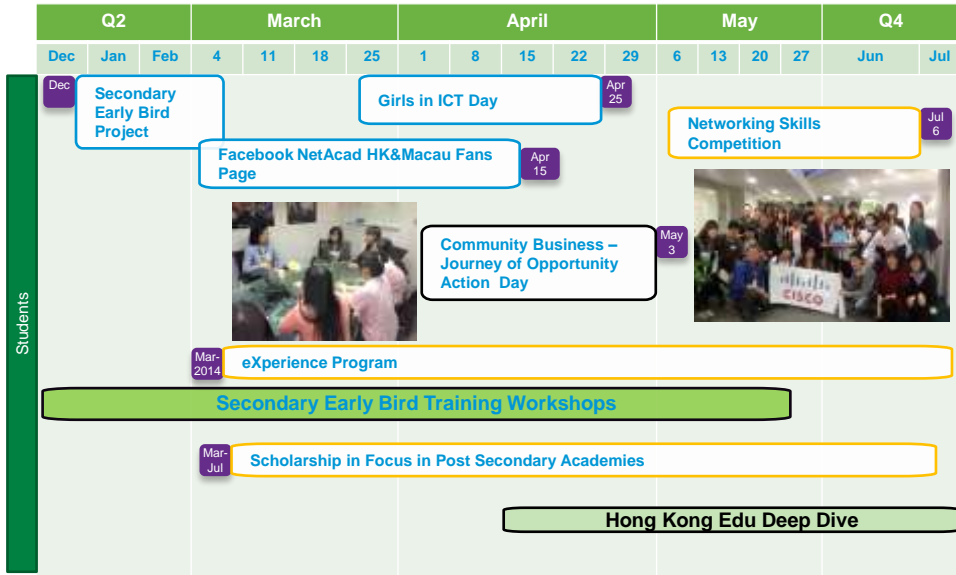 Q2 March April May Q4
Dec Jan Feb 4 11 18 25 1 8 15 22 29 6 13 20 27 Jun Jul
Students
Dec
Secondary
Early Bird
Project
Girls in ICT Day
Apr
25
Networking Skills
Competition
Jul
6
Facebook NetAcad HK&Macau Fans
Page
Apr
15
Community Business –
Journey of Opportunity
Action Day
May
3
CISCO
Mar-
2014
eXperience Program
Secondary Early Bird Training Workshops
Mar-
Jul
Scholarship in Focus in Post Secondary Academies
Hong Kong Edu Deep Dive